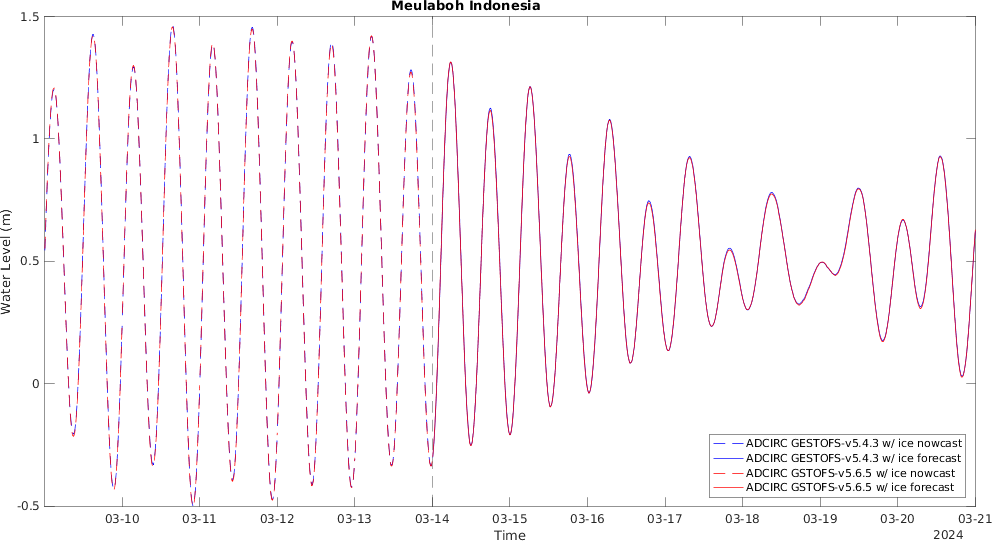 Meulaboh Indonesia
1.5
1
0.5
0
-0.5
Water Level (m)
03-10 03-11 03-12 03-13 03-14 03-15 03-16 03-17 03-18 03-19 03-20 03-21
Time
2024
ADCIRC GESTOFS-v5.4.3 w/ ice nowcast
ADCIRC GESTOFS-v5.4.3 w/ ice forecast
ADCIRC GSTOFS-v5.6.5 w/ ice nowcast
ADCIRC GSTOFS-v5.6.5 w/ ice forecast